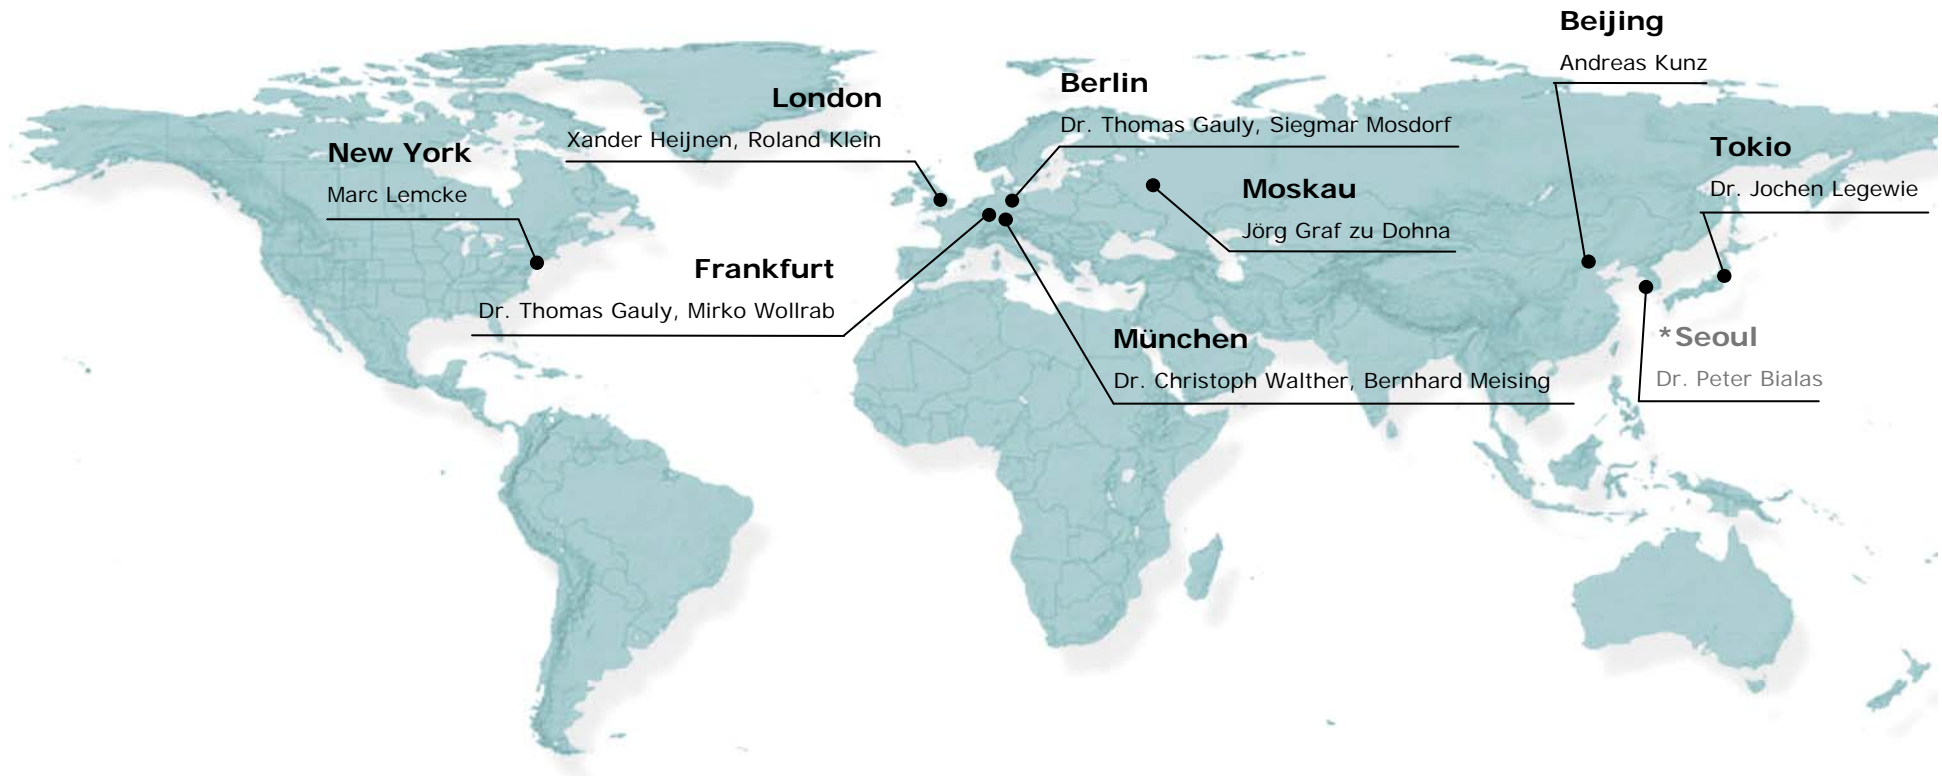 Beijing
Andreas Kunz
Berlin
Dr. Thomas Gauly, Siegmar Mosdorf
London
Xander Heijnen, Roland Klein
New York
Marc Lemcke
Tokio
Dr. Jochen Legewie
Moskau
Jörg Graf zu Dohna
Frankfurt
Dr. Thomas Gauly, Mirko Wollrab
München
Dr. Christoph Walther, Bernhard Meising
*Seoul
Dr. Peter Bialas